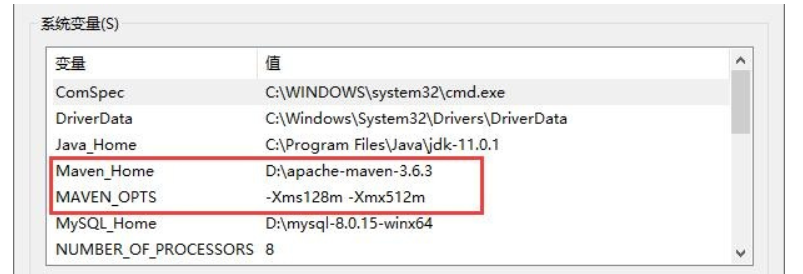 系统变量(S)
变量 值
ComSpec C:\WINDOWS\system32\cmd.exe
DriverData C:\Windows\System32\Drivers\DriverData
Java_Home C:\Program Files\Java\jdk-11.0.1
Maven_Home D:\apache-maven-3.6.3
MAVEN_OPTS -Xms128m -Xmx512m
MySQL_Home D:\mysql-8.0.15-winx64
NUMBER_OF_PROCESSORS 8